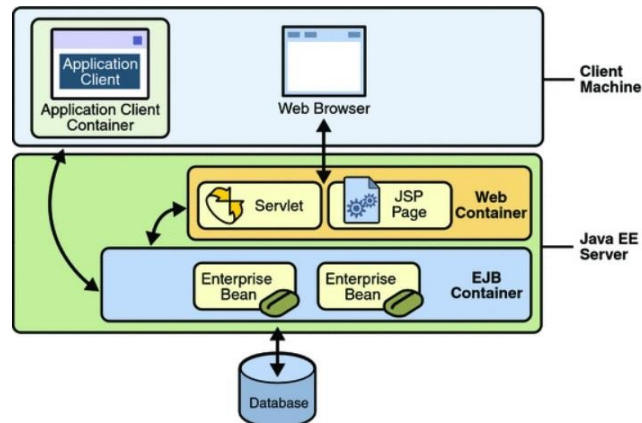 Application
Client
Application Client
Container
Web Browser
Client
Machine
Servlet
JSP
Page
Web
Container
Java EE
Server
Enterprise
Bean
Enterprise
Bean
EJB
Container
Database